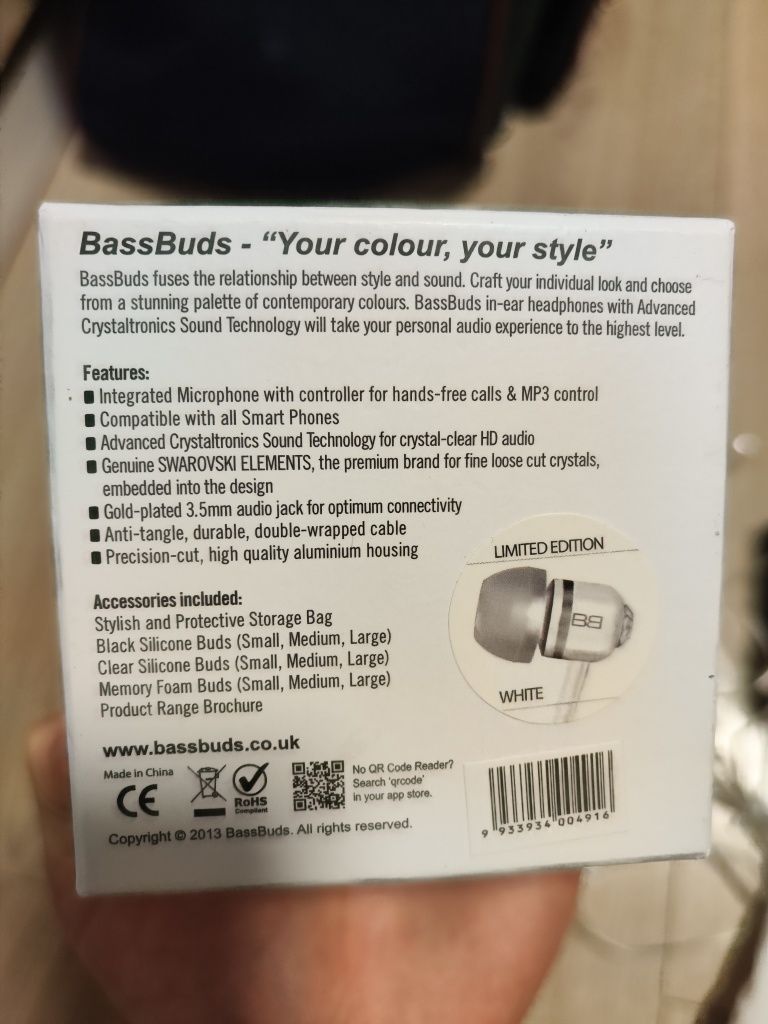 BassBuds - “Your colour, your style”
BassBuds fuses the relationship between style and sound. Craft your individual look and choose
from a stunning palette of contemporary colours. BassBuds in-ear headphones with Advanced
Crystaltronics Sound Technology will take your personal audio experience to the highest level.
Features:
■ Integrated Microphone with controller for hands-free calls & MP3 control
■ Compatible with all Smart Phones
■ Advanced Crystaltronics Sound Technology for crystal-clear HD audio
■ Genuine SWAROVSKI ELEMENTS, the premium brand for fine loose cut crystals,
embedded into the design
■ Gold-plated 3.5mm audio jack for optimum connectivity
■ Anti-tangle, durable, double-wrapped cable
■ Precision-cut, high quality aluminium housing
LIMITED EDITION
BB
WHITE
Accessories included:
Stylish and Protective Storage Bag
Black Silicone Buds (Small, Medium, Large)
Clear Silicone Buds (Small, Medium, Large)
Memory Foam Buds (Small, Medium, Large)
Product Range Brochure
www.bassbuds.co.uk
Made in China
CE
RoHS
Compliant
No QR Code Reader?
Search 'qrcode'
in your app store.
9 933934 004916
Copyright © 2013 BassBuds. All rights reserved.